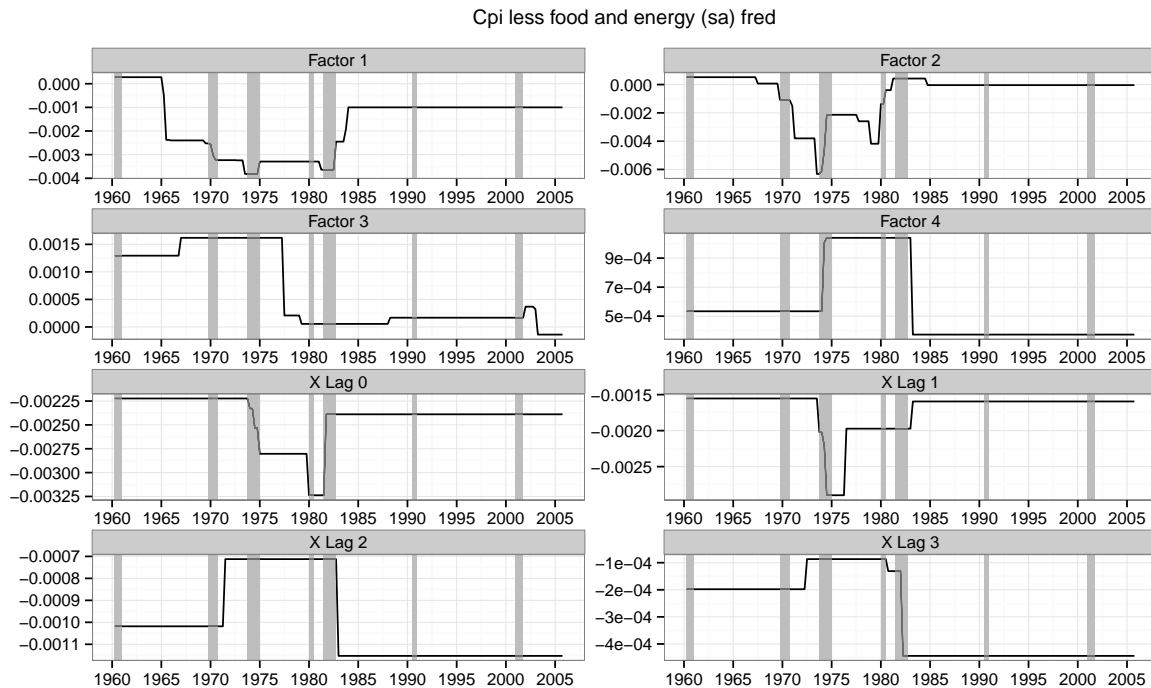 Cpi less food and energy (sa) fred
Factor 1
0.000
−0.001
−0.002
−0.003
−0.004
1960 1965 1970 1975 1980 1985 1990 1995 2000 2005
Factor 2
0.000
−0.002
−0.004
−0.006
1960 1965 1970 1975 1980 1985 1990 1995 2000 2005
Factor 3
0.0015
0.0010
0.0005
0.0000
1960 1965 1970 1975 1980 1985 1990 1995 2000 2005
Factor 4
9e−04
7e−04
5e−04
1960 1965 1970 1975 1980 1985 1990 1995 2000 2005
X Lag 0
−0.00225
−0.00250
−0.00275
−0.00300
−0.00325
1960 1965 1970 1975 1980 1985 1990 1995 2000 2005
X Lag 1
−0.0015
−0.0020
−0.0025
1960 1965 1970 1975 1980 1985 1990 1995 2000 2005
X Lag 2
−0.0007
−0.0008
−0.0009
−0.0010
−0.0011
1960 1965 1970 1975 1980 1985 1990 1995 2000 2005
X Lag 3
−1e−04
−2e−04
−3e−04
−4e−04
1960 1965 1970 1975 1980 1985 1990 1995 2000 2005